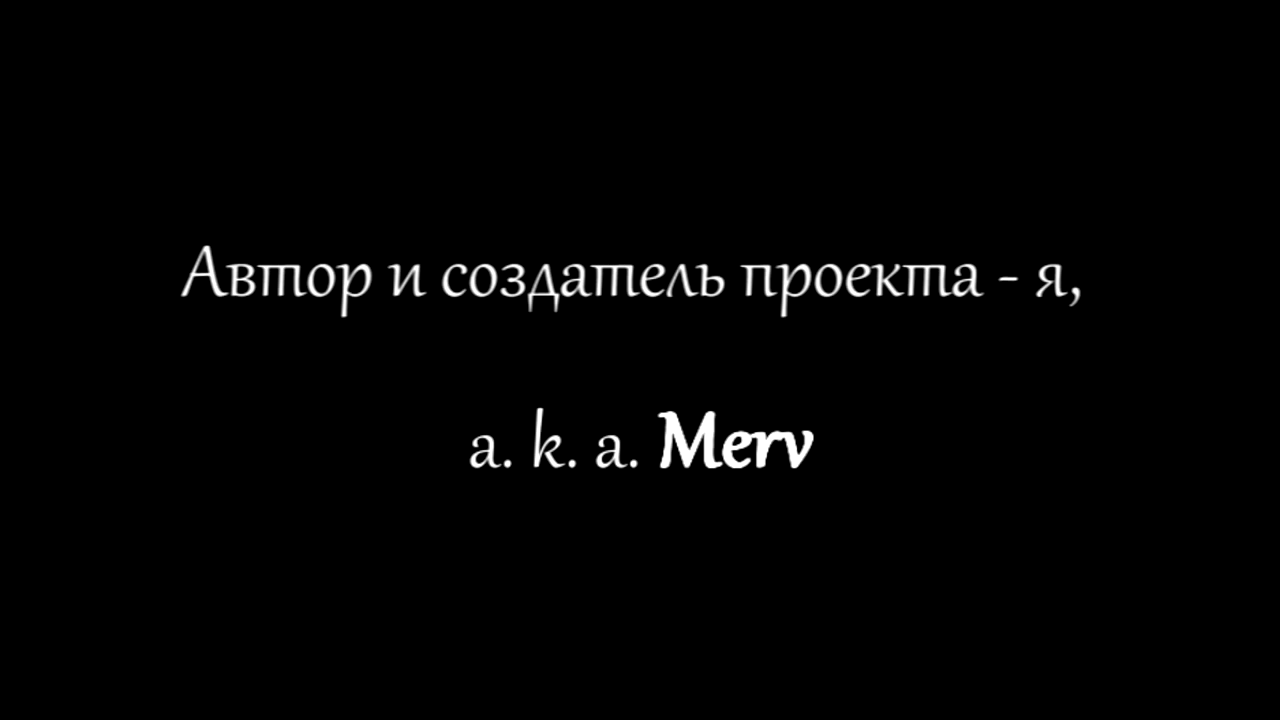 Автор и создатель проекта - я,
a. k. a. Merv